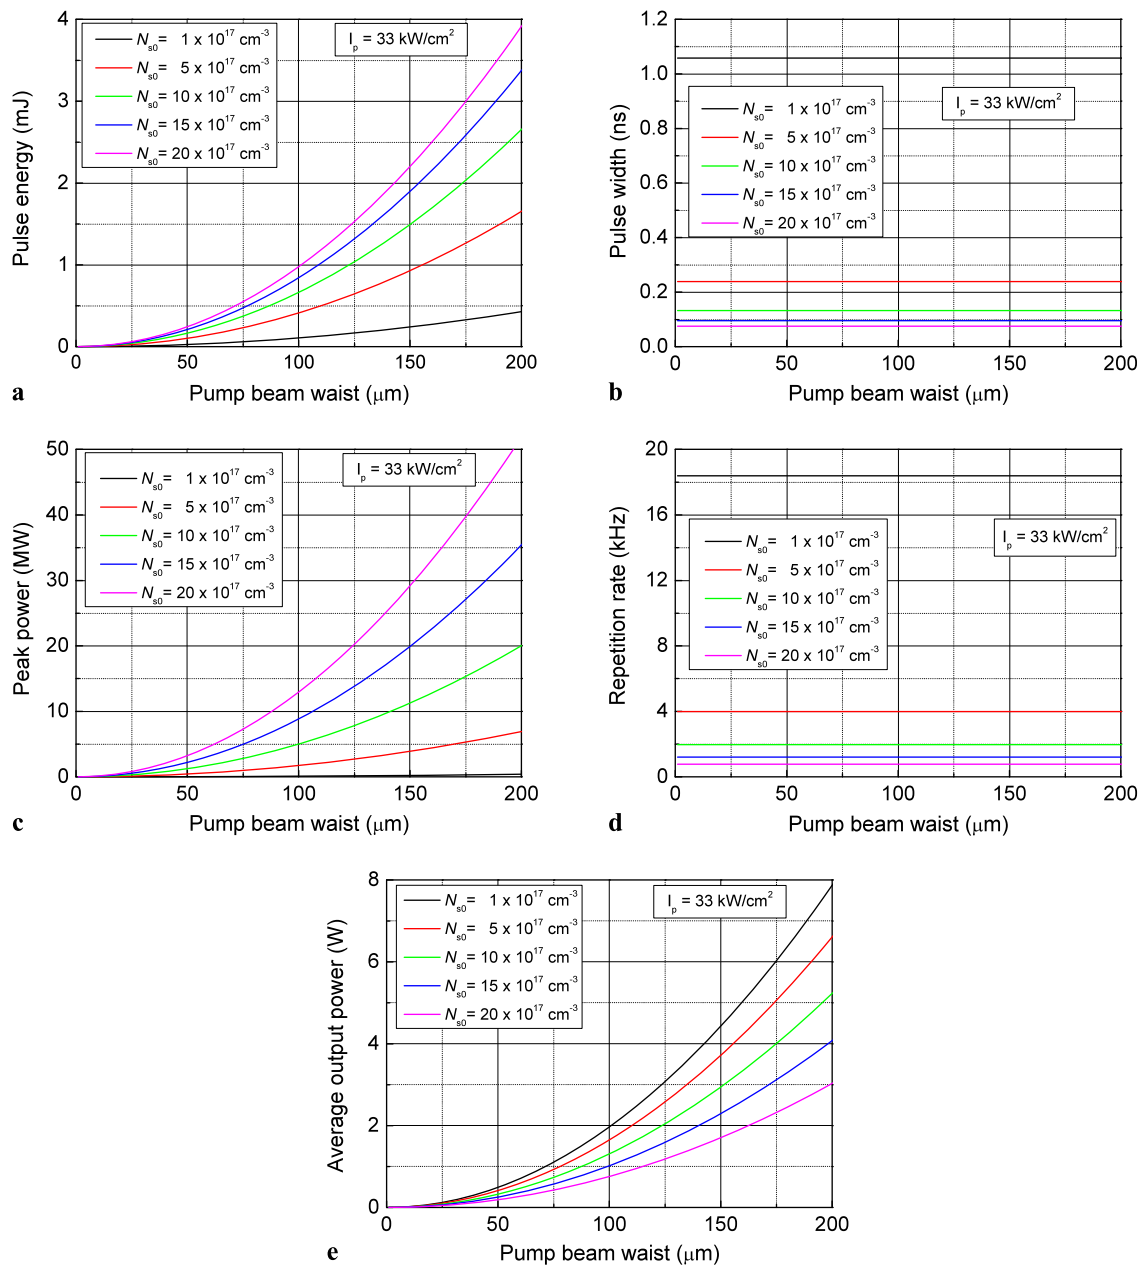 4
3
2
1
0
Pulse energy (mJ)
N_s0= 1 x 10^17 cm^-3
N_s0= 5 x 10^17 cm^-3
N_s0= 10 x 10^17 cm^-3
N_s0= 15 x 10^17 cm^-3
N_s0= 20 x 10^17 cm^-3
I_p = 33 kW/cm^2
0 50 100 150 200
Pump beam waist (μm)
a
1.2
1.0
0.8
0.6
0.4
0.2
0.0
Pulse width (ns)
N_s0= 1 x 10^17 cm^-3
N_s0= 5 x 10^17 cm^-3
N_s0= 10 x 10^17 cm^-3
N_s0= 15 x 10^17 cm^-3
N_s0= 20 x 10^17 cm^-3
I_p = 33 kW/cm^2
0 50 100 150 200
Pump beam waist (μm)
b
50
40
30
20
10
0
Peak power (MW)
N_s0= 1 x 10^17 cm^-3
N_s0= 5 x 10^17 cm^-3
N_s0= 10 x 10^17 cm^-3
N_s0= 15 x 10^17 cm^-3
N_s0= 20 x 10^17 cm^-3
I_p = 33 kW/cm^2
0 50 100 150 200
Pump beam waist (μm)
c
20
16
12
8
4
0
Repetition rate (kHz)
N_s0= 1 x 10^17 cm^-3
N_s0= 5 x 10^17 cm^-3
N_s0= 10 x 10^17 cm^-3
N_s0= 15 x 10^17 cm^-3
N_s0= 20 x 10^17 cm^-3
I_p = 33 kW/cm^2
0 50 100 150 200
Pump beam waist (μm)
d
8
6
4
2
0
Average output power (W)
N_s0= 1 x 10^17 cm^-3
N_s0= 5 x 10^17 cm^-3
N_s0= 10 x 10^17 cm^-3
N_s0= 15 x 10^17 cm^-3
N_s0= 20 x 10^17 cm^-3
I_p = 33 kW/cm^2
0 50 100 150 200
Pump beam waist (μm)
e